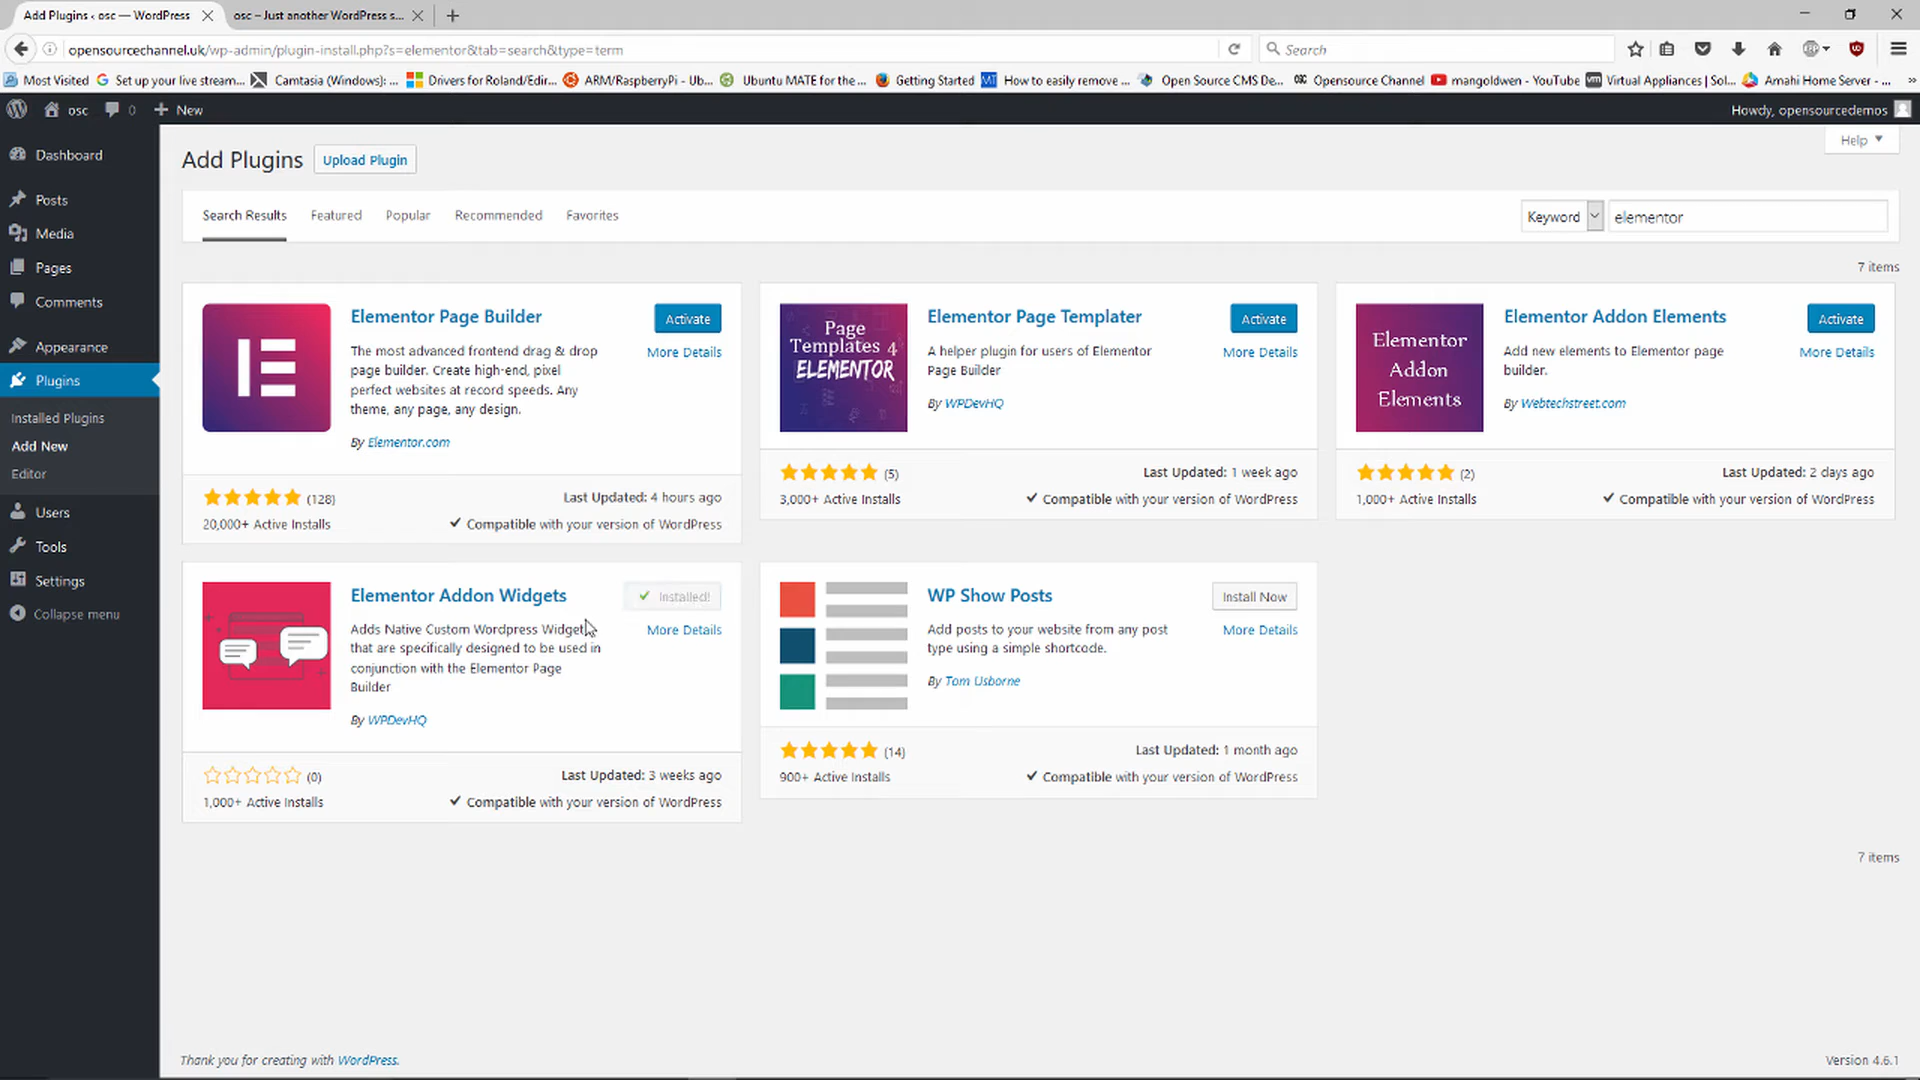 Add Plugins ‹ osc — WordPress
osc – Just another WordPress s...
opensourcechannel.uk/wp-admin/plugin-install.php?s=elementor&tab=search&type=term
Search
Most Visited
Set up your live stream...
Camtasia (Windows): ...
Drivers for Roland/Edir...
ARM/RaspberryPi - Ub...
Ubuntu MATE for the...
Getting Started
How to easily remove ...
Open Source CMS De...
Opensource Channel
mangoldwen - YouTube
Virtual Appliances | Sol...
Amahi Home Server - ...
osc
0
New
Howdy, opensourcedemos
Dashboard
Posts
Media
Pages
Comments
Appearance
Plugins
Installed Plugins
Add New
Editor
Users
Tools
Settings
Collapse menu
Help
Add Plugins
Upload Plugin
Search Results
Featured
Popular
Recommended
Favorites
Keyword
elementor
7 items
Elementor Page Builder
Activate
More Details
The most advanced frontend drag & drop
page builder. Create high-end, pixel
perfect websites at record speeds. Any
theme, any page, any design.
By Elementor.com
(128)
20,000+ Active Installs
Last Updated: 4 hours ago
Compatible with your version of WordPress
Page
Templates 4
ELEMENTOR
Elementor Page Templater
Activate
More Details
A helper plugin for users of Elementor
Page Builder
By WPDevHQ
(5)
3,000+ Active Installs
Last Updated: 1 week ago
Compatible with your version of WordPress
Elementor
Addon
Elements
Elementor Addon Elements
Activate
More Details
Add new elements to Elementor page
builder.
By Webtechstreet.com
(2)
1,000+ Active Installs
Last Updated: 2 days ago
Compatible with your version of WordPress
Elementor Addon Widgets
Installed!
More Details
Adds Native Custom Wordpress Widgets
that are specifically designed to be used in
conjunction with the Elementor Page
Builder
By WPDevHQ
(0)
1,000+ Active Installs
Last Updated: 3 weeks ago
Compatible with your version of WordPress
WP Show Posts
Install Now
More Details
Add posts to your website from any post
type using a simple shortcode.
By Tom Usborne
(14)
900+ Active Installs
Last Updated: 1 month ago
Compatible with your version of WordPress
7 items
Thank you for creating with WordPress.
Version 4.6.1